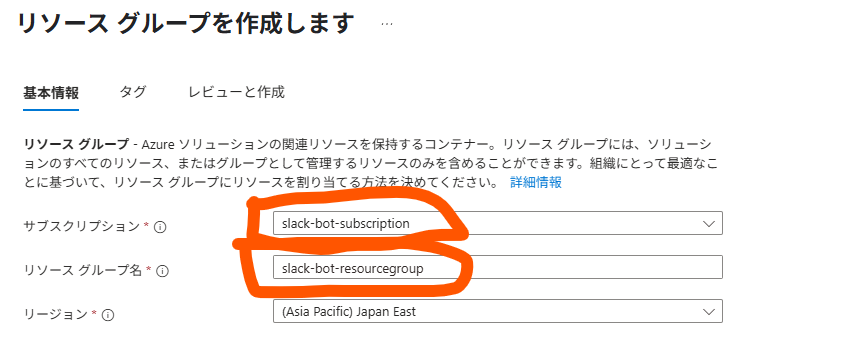 リソース グループを作成します ...
基本情報 タグ レビューと作成
リソース グループ - Azure ソリューションの関連リソースを保持するコンテナー。リソース グループには、ソリューシ
ョンのすべてのリソース、またはグループとして管理するリソースのみを含めることができます。組織にとって最適なこ
とに基づいて、リソース グループにリソースを割り当てる方法を決めてください。 詳細情報
サブスクリプション * slack-bot-subscription
リソース グループ名 * slack-bot-resourcegroup
リージョン * (Asia Pacific) Japan East